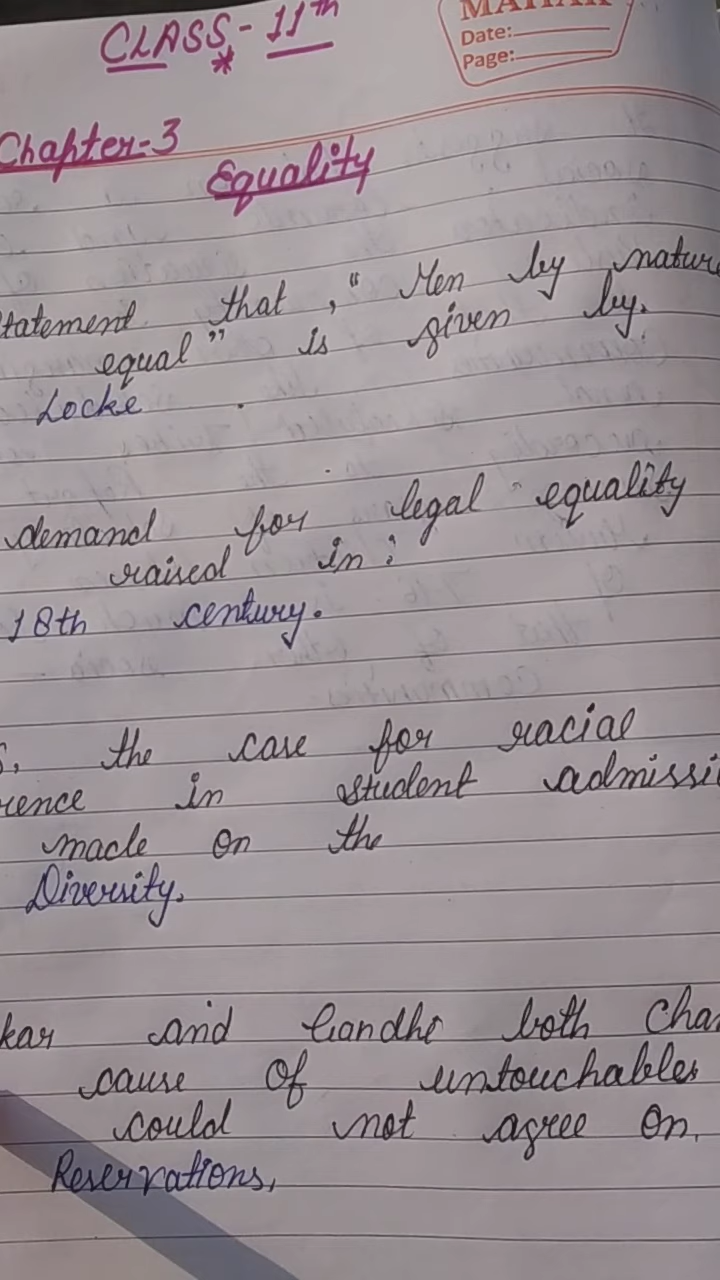 CLASS - 11th
Date:
Page:
Chapter-3
Equality
tatement that, "Men by nature
equal" is given by.
Locke.
demand for legal equality
raised in:
18th century.
the case for racial
rence in student admissi
made on the
Diversity.
kar and Gandhi both Cha
cause of untouchables
could not agree on.
Reservations,